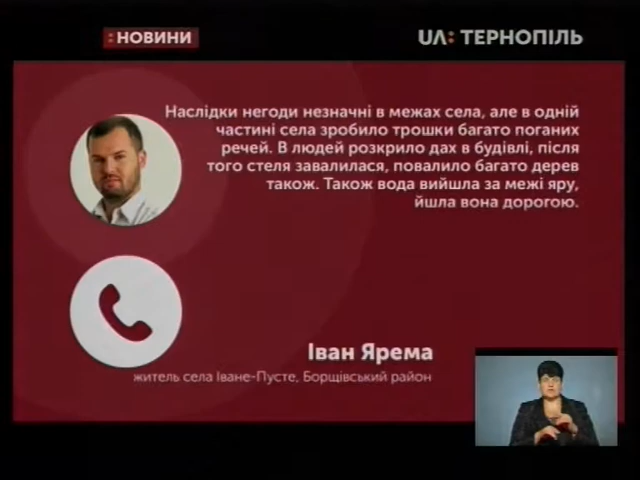 :НОВИНИ
UA: ТЕРНОПІЛЬ
Наслідки негоди незначні в межах села, але в одній
частині села зробило трошки багато поганих
речей. В людей розкрило дах в будівлі, після
того стеля завалилася, повалило багато дерев
також. Також вода вийшла за межі яру,
йшла вона дорогою.
Іван Ярема
житель села Іване-Пусте, Борщівський район